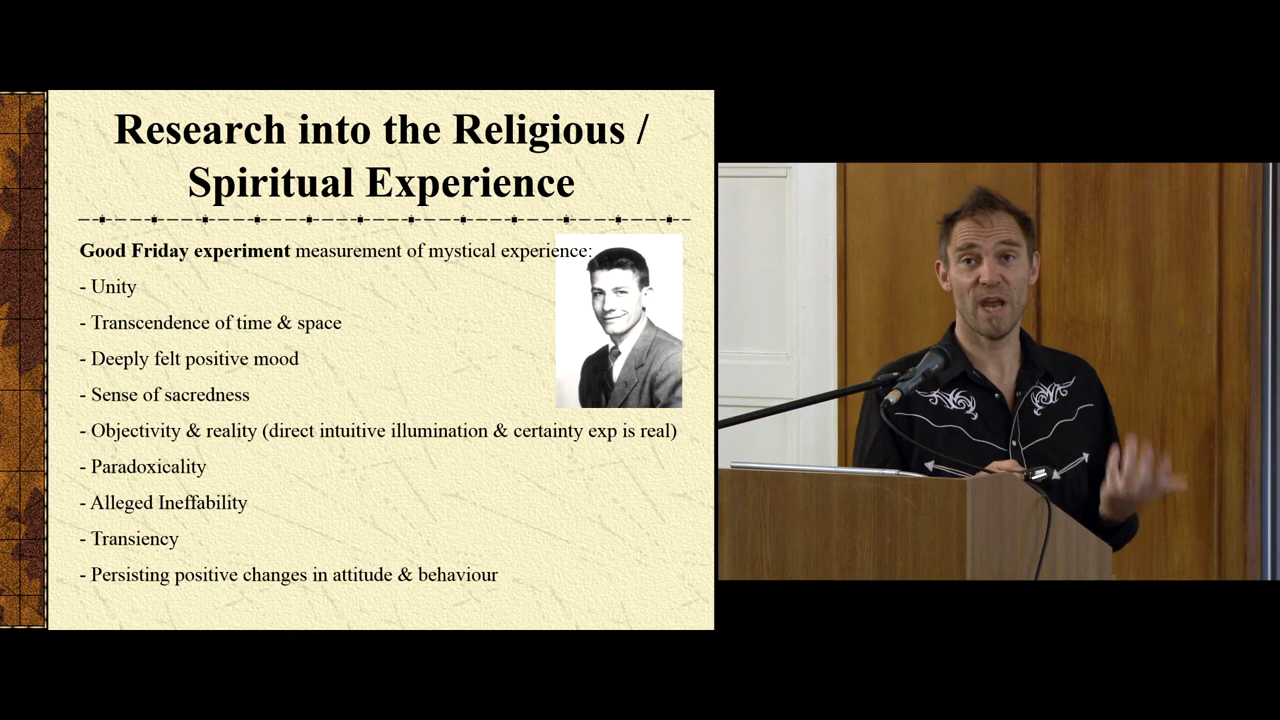 Research into the Religious /
Spiritual Experience
Good Friday experiment measurement of mystical experience:
- Unity
- Transcendence of time & space
- Deeply felt positive mood
- Sense of sacredness
- Objectivity & reality (direct intuitive illumination & certainty exp is real)
- Paradoxicality
- Alleged Ineffability
- Transiency
- Persisting positive changes in attitude & behaviour